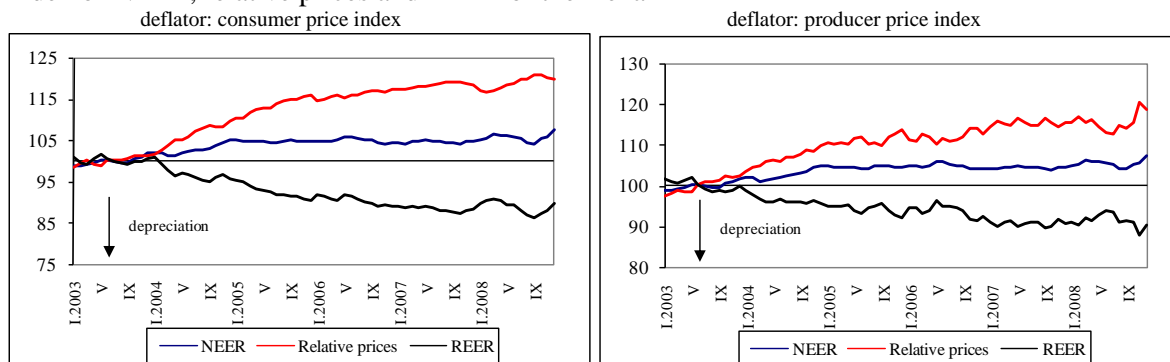 deflator: consumer price index
deflator: producer price index
125
115
105
95
85
75
depreciation
I.2003
V
IX
I.2004
V
IX
I.2005
V
IX
I.2006
V
IX
I.2007
V
IX
I.2008
V
IX
NEER Relative prices REER
130
120
110
100
90
80
depreciation
I.2003
V
IX
I.2004
V
IX
I.2005
V
IX
I.2006
V
IX
I.2007
V
IX
I.2008
V
IX
NEER Relative prices REER